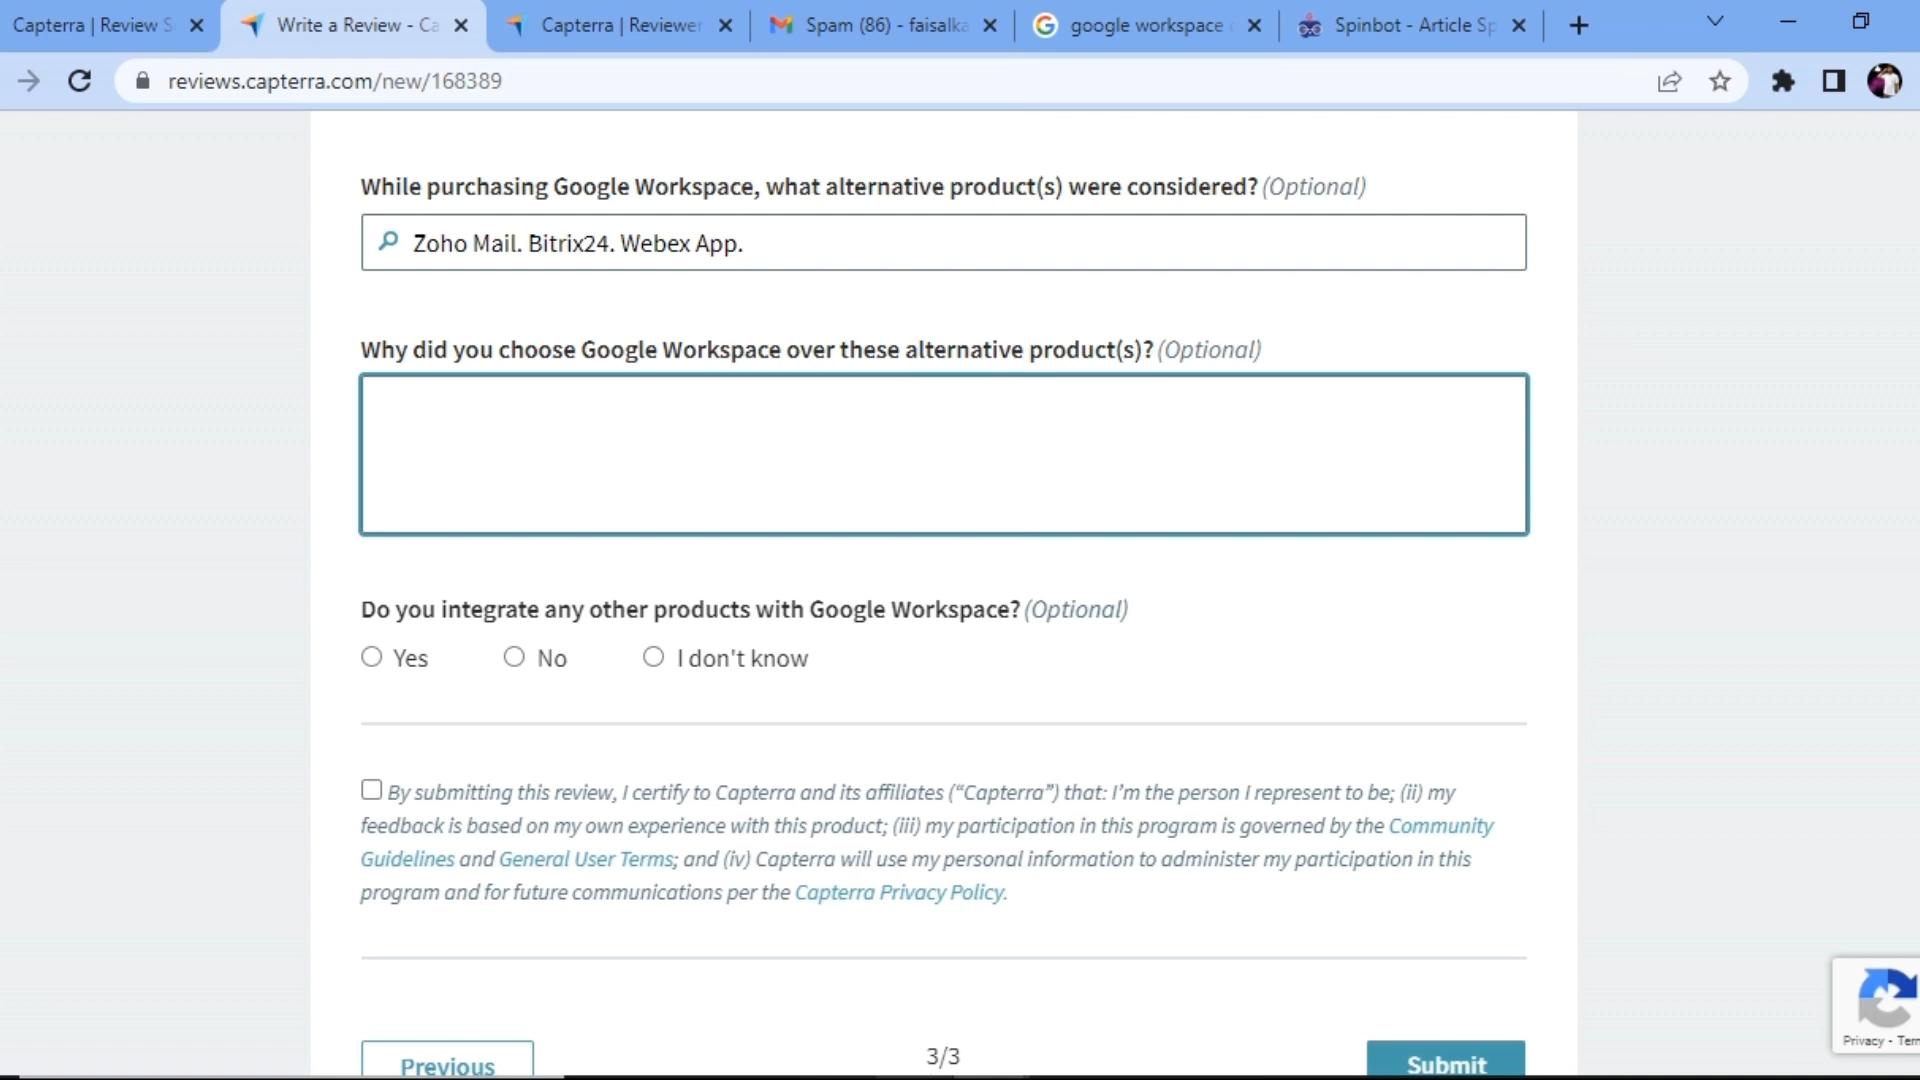 Capterra | Review S
Write a Review - Ca
Capterra | Reviewer
Spam (86) - faisalka
google workspace
Spinbot - Article Sp
reviews.capterra.com/new/168389
While purchasing Google Workspace, what alternative product(s) were considered? (Optional)
Zoho Mail. Bitrix24. Webex App.
Why did you choose Google Workspace over these alternative product(s)? (Optional)
Do you integrate any other products with Google Workspace? (Optional)
Yes No I don't know
By submitting this review, I certify to Capterra and its affiliates (“Capterra”) that: I’m the person I represent to be; (ii) my
feedback is based on my own experience with this product; (iii) my participation in this program is governed by the Community
Guidelines and General User Terms; and (iv) Capterra will use my personal information to administer my participation in this
program and for future communications per the Capterra Privacy Policy.
Previous 3/3 Submit
Privacy - Tern